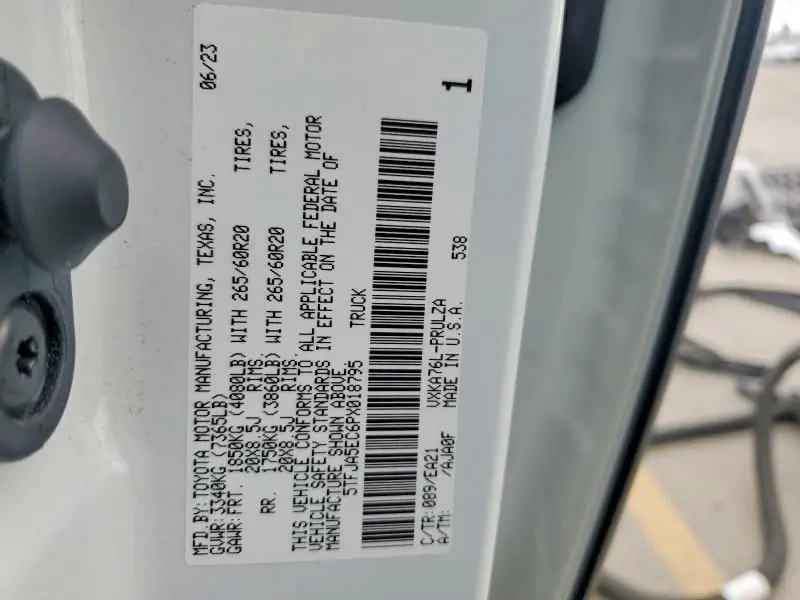 MFD.BY:TOYOTA MOTOR MANUFACTURING, TEXAS, INC. 06/23
GVWR:3340KG (7365LB)
GAWR:FRT. 1850KG (4080LB) WITH 265/60R20 TIRES,
20X8.5J RIMS.
RR. 1750KG (3860LB) WITH 265/60R20 TIRES,
20X8.5J RIMS.
THIS VEHICLE CONFORMS TO ALL APPLICABLE FEDERAL MOTOR
VEHICLE SAFETY STANDARDS IN EFFECT ON THE DATE OF
MANUFACTURE SHOWN ABOVE.
5TFJA5EC6PX018795 TRUCK
C/TR:089/EA21 VXKA76L-PRULZA
A/TM: /AJA0F MADE IN U.S.A. 538
1